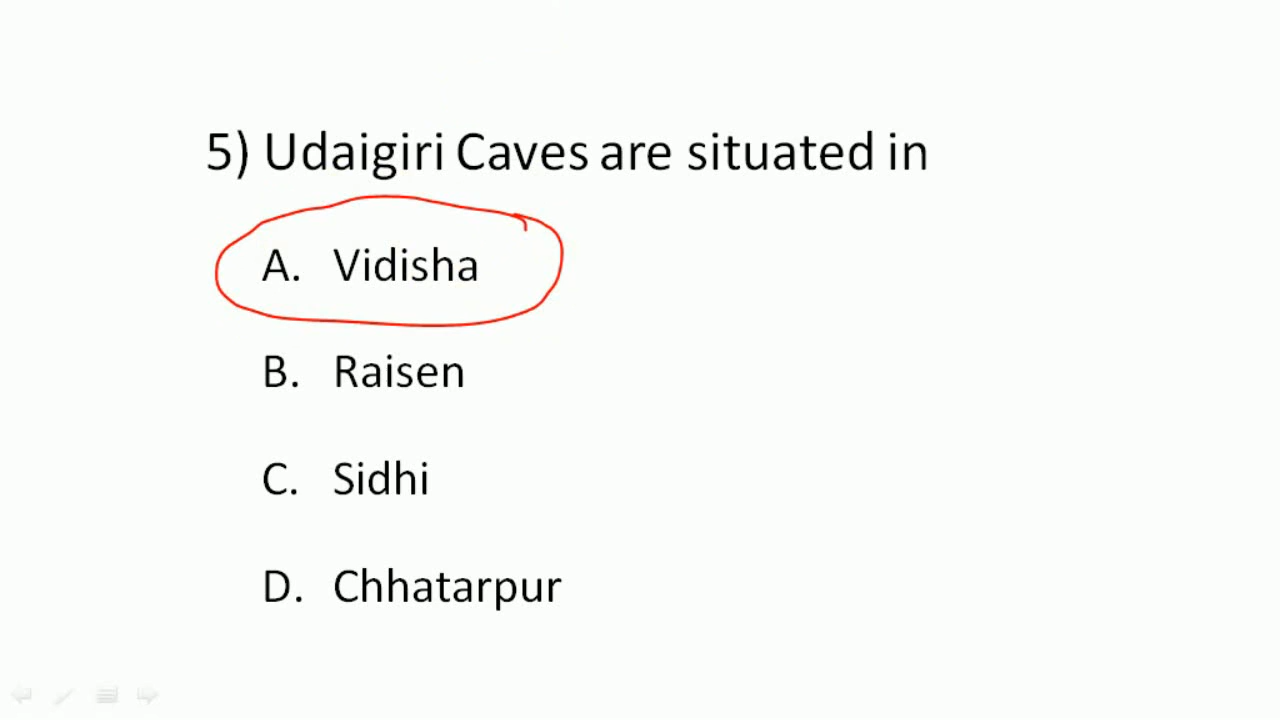 5) Udaigiri Caves are situated in
A. Vidisha
B. Raisen
C. Sidhi
D. Chhatarpur